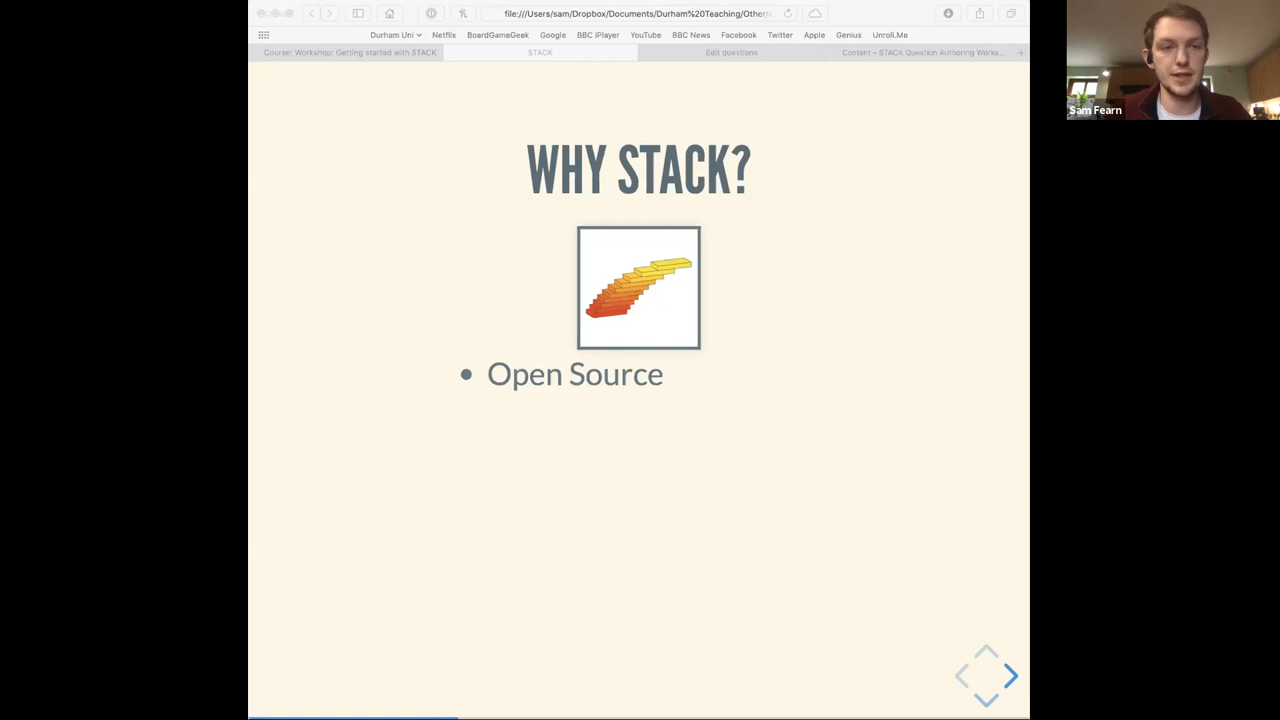 file:///Users/sam/Dropbox/Documents/Durham%20Teaching/Other/e
Durham Uni Netflix BoardGameGeek Google BBC iPlayer YouTube BBC News Facebook Twitter Apple Genius Unroll.Me
Course: Workshop: Getting started with STACK STACK Edit questions Content – STACK Question Authoring Works...
Sam Fearn
WHY STACK?
Open Source